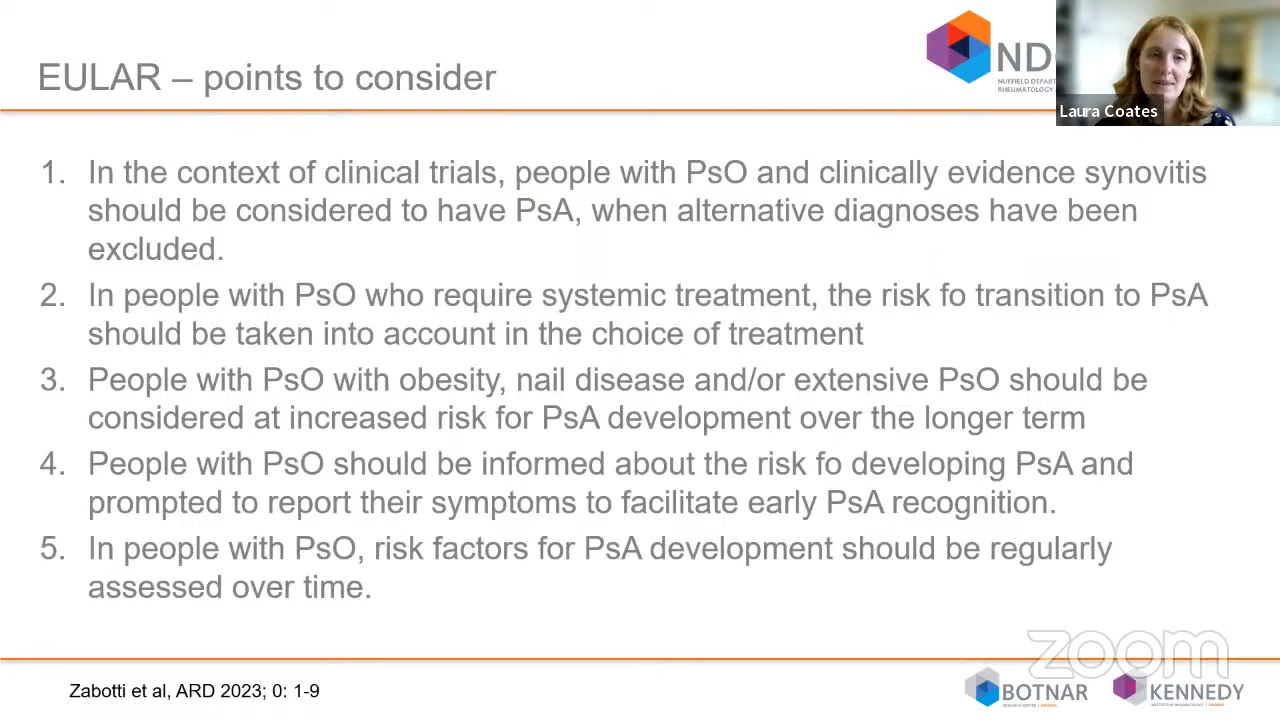 EULAR – points to consider
ND
NUFFIELD DEPART
RHEUMATOLOGY
Laura Coates
1. In the context of clinical trials, people with PsO and clinically evidence synovitis
should be considered to have PsA, when alternative diagnoses have been
excluded.
2. In people with PsO who require systemic treatment, the risk fo transition to PsA
should be taken into account in the choice of treatment
3. People with PsO with obesity, nail disease and/or extensive PsO should be
considered at increased risk for PsA development over the longer term
4. People with PsO should be informed about the risk fo developing PsA and
prompted to report their symptoms to facilitate early PsA recognition.
5. In people with PsO, risk factors for PsA development should be regularly
assessed over time.
zoom
Zabotti et al, ARD 2023; 0: 1-9
BOTNAR
RESEARCH CENTRE
KENNEDY
INSTITUTE OF RHEUMATOLOGY